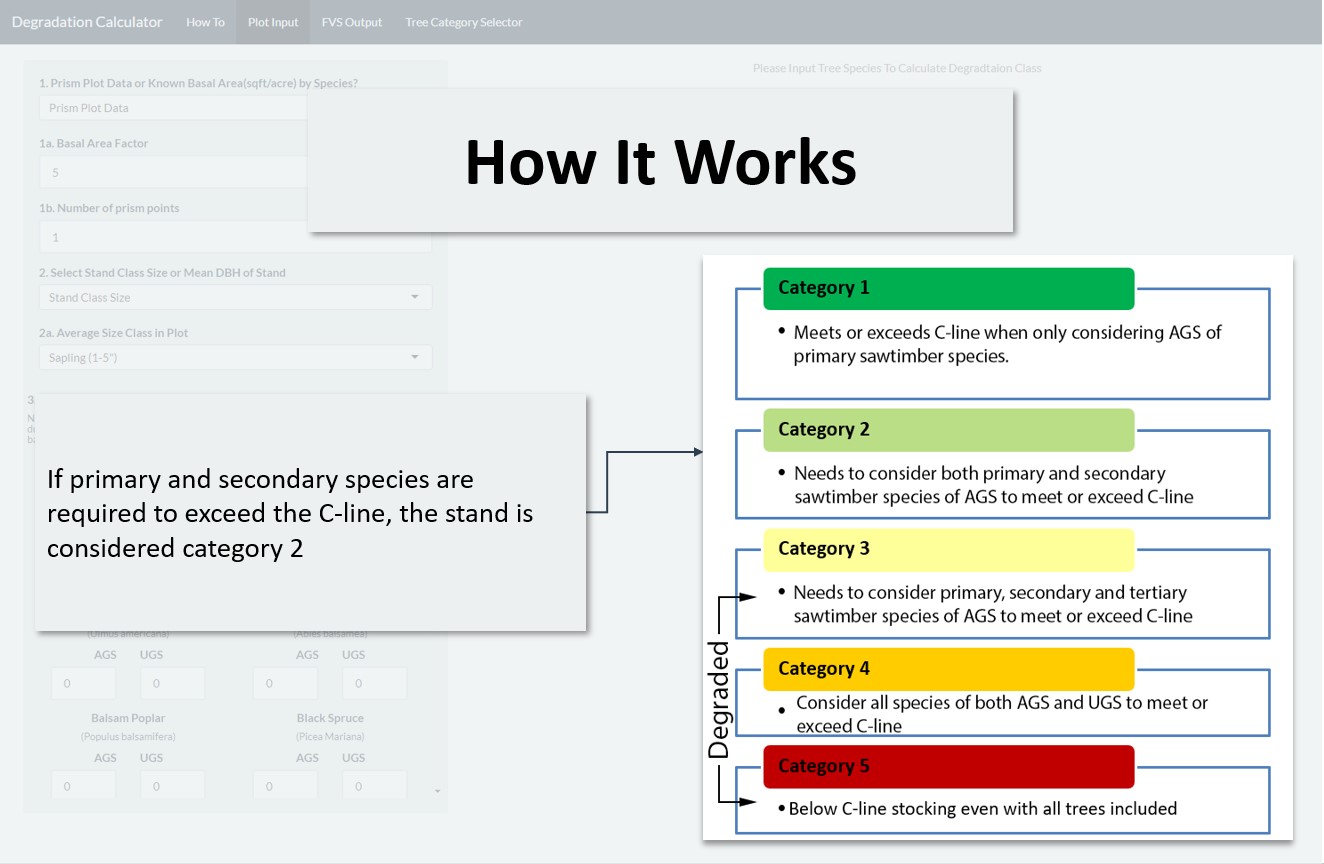 Degradation Calculator How To Plot Input FVS Output Tree Category Selector
Please Input Tree Species To Calculate Degradtaion Class
1. Prism Plot Data or Known Basal Area(sqft/acre) by Species?
Prism Plot Data
1a. Basal Area Factor
5
1b. Number of prism points
1
2. Select Stand Class Size or Mean DBH of Stand
Stand Class Size
2a. Average Size Class in Plot
Sapling (1-5")
3
How It Works
If primary and secondary species are
required to exceed the C-line, the stand is
considered category 2
(Ulmus americana) (Abies balsamea)
AGS UGS AGS UGS
0 0 0 0
Balsam Poplar Black Spruce
(Populus balsamifera) (Picea Mariana)
AGS UGS AGS UGS
0 0 0 0
Category 1
• Meets or exceeds C-line when only considering AGS of
primary sawtimber species.
Category 2
• Needs to consider both primary and secondary
sawtimber species of AGS to meet or exceed C-line
Category 3
• Needs to consider primary, secondary and tertiary
sawtimber species of AGS to meet or exceed C-line
Category 4
• Consider all species of both AGS and UGS to meet or
exceed C-line
Category 5
• Below C-line stocking even with all trees included
Degraded